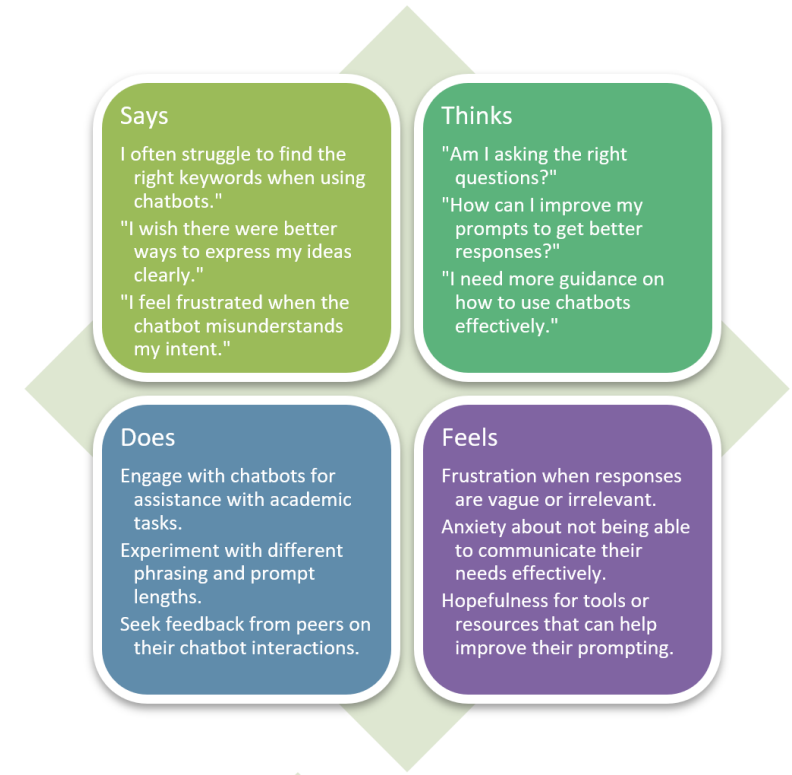 Says
I often struggle to find the
right keywords when using
chatbots."
"I wish there were better
ways to express my ideas
clearly."
"I feel frustrated when the
chatbot misunderstands
my intent."
Thinks
"Am I asking the right
questions?"
"How can I improve my
prompts to get better
responses?"
"I need more guidance on
how to use chatbots
effectively."
Does
Engage with chatbots for
assistance with academic
tasks.
Experiment with different
phrasing and prompt
lengths.
Seek feedback from peers on
their chatbot interactions.
Feels
Frustration when responses
are vague or irrelevant.
Anxiety about not being able
to communicate their
needs effectively.
Hopefulness for tools or
resources that can help
improve their prompting.